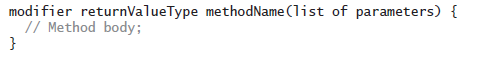 modifier returnValueType methodName(list of parameters) {
  // Method body;
}